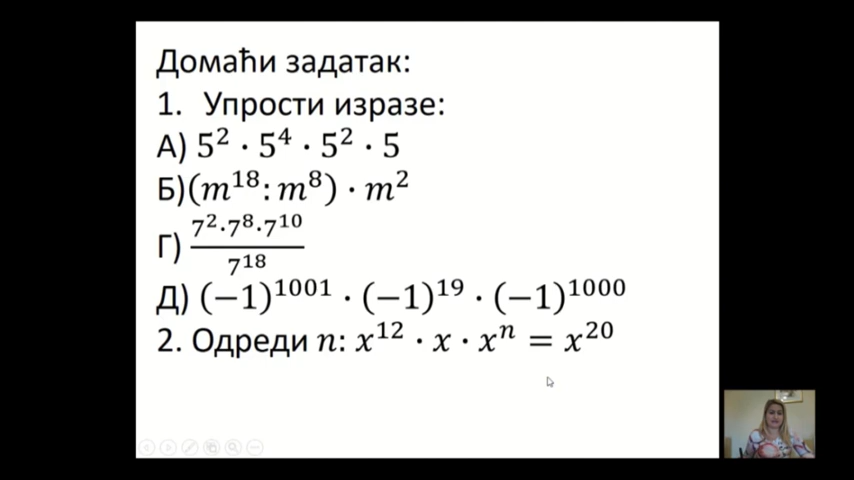 Домаћи задатак:
1. Упрости изразе:
А) 5² · 5⁴ · 5² · 5
Б)(m¹⁸: m⁸) · m²
Г) (7²·7⁸·7¹⁰)/7¹⁸
Д) (−1)¹⁰⁰¹ · (−1)¹⁹ · (−1)¹⁰⁰⁰
2. Одреди n: x¹² · x · xⁿ = x²⁰